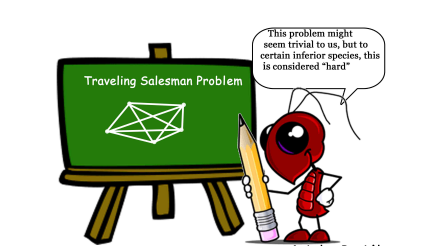 This problem might
seem trivial to us, but to
certain inferior species, this
is considered “hard”
Traveling Salesman Problem